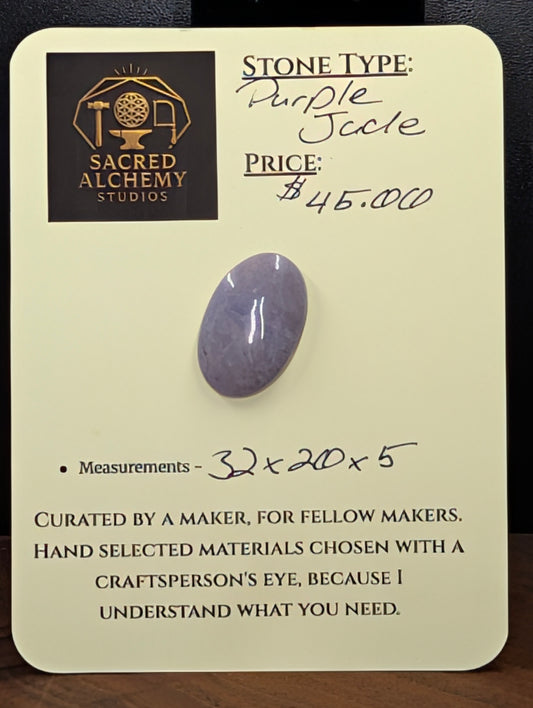 SACRED
ALCHEMY
STUDIOS
STONE TYPE:
Purple
Jade
PRICE:
$45.00
• Measurements - 32x20x5
CURATED BY A MAKER, FOR FELLOW MAKERS.
HAND SELECTED MATERIALS CHOSEN WITH A
CRAFTSPERSON'S EYE, BECAUSE I
UNDERSTAND WHAT YOU NEED.